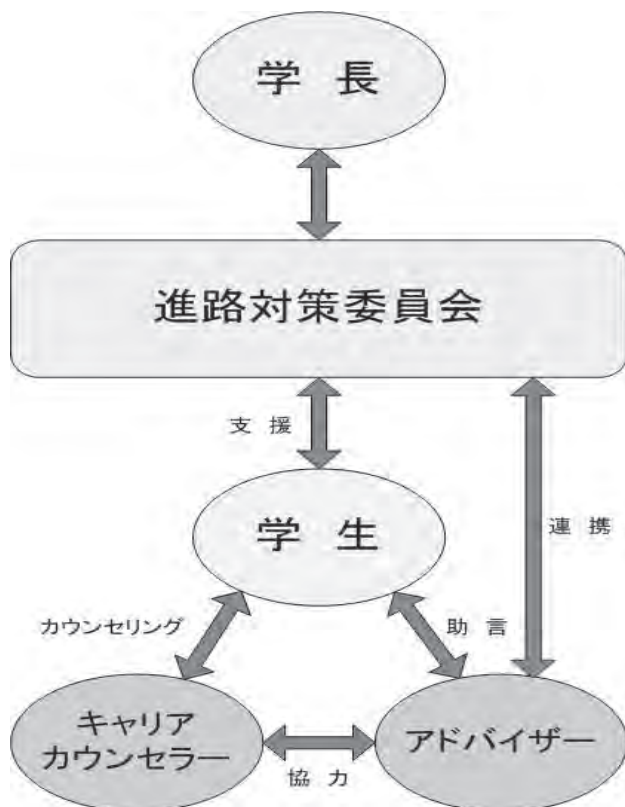 学 長
進路対策委員会
支 援
学 生
連 携
カウンセリング
助 言
キャリア
カウンセラー
アドバイザー
協 力